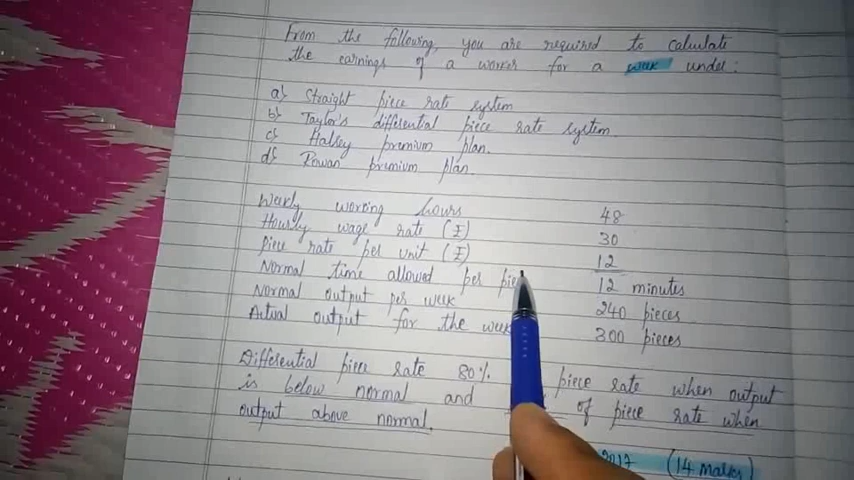 From the following, you are required to calculate
the earnings of a worker for a week under:
a) Straight piece rate system
b) Taylor's differential piece rate system.
c) Halsey premium plan.
d) Rowan premium plan.
Weekly working hours 48
Hourly wage rate (₹) 30
Piece rate per unit (₹) 12
Normal time allowed per 12 minutes
Normal output per week 240 pieces
Actual output for the week 300 pieces
Differential piece rate 80% piece rate when output
is below normal and of piece rate when
output above normal.
2017 (14 Marks)